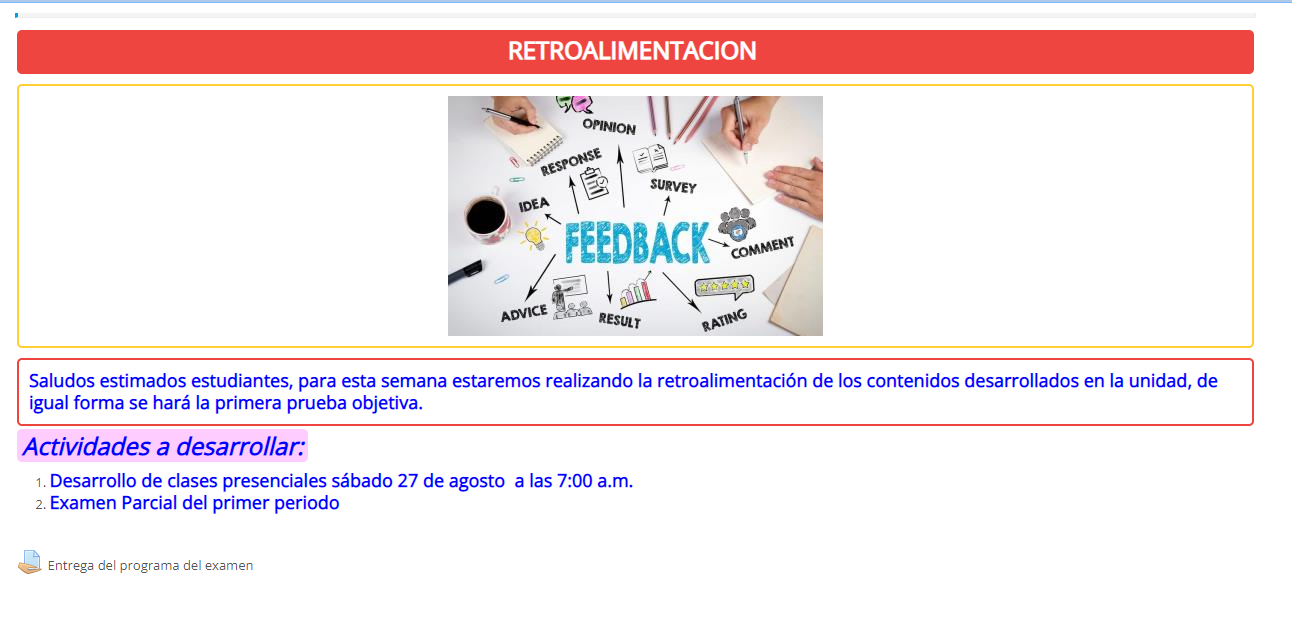 RETROALIMENTACION
OPINION
RESPONSE
SURVEY
IDEA
FEEDBACK
COMMENT
ADVICE
RESULT
RATING
Saludos estimados estudiantes, para esta semana estaremos realizando la retroalimentación de los contenidos desarrollados en la unidad, de
igual forma se hará la primera prueba objetiva.
Actividades a desarrollar:
1. Desarrollo de clases presenciales sábado 27 de agosto  a las 7:00 a.m.
2. Examen Parcial del primer periodo
Entrega del programa del examen